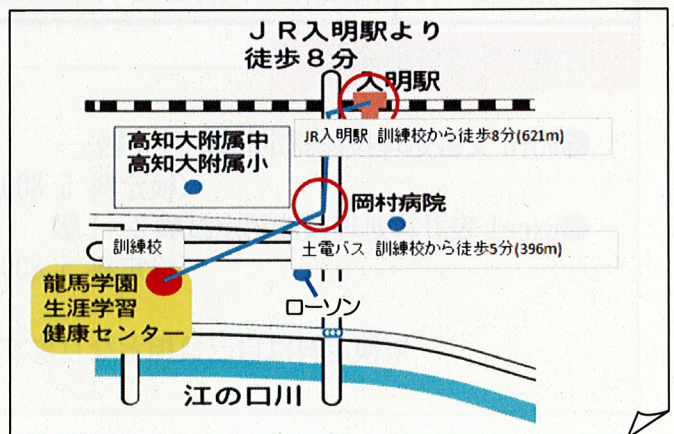 ＪＲ入明駅より
徒歩８分
入明駅
JR入明駅 訓練校から徒歩8分(621m)
高知大附属中
高知大附属小
岡村病院
訓練校
土電バス 訓練校から徒歩5分(396m)
龍馬学園
生涯学習
健康センター
ローソン
江の口川